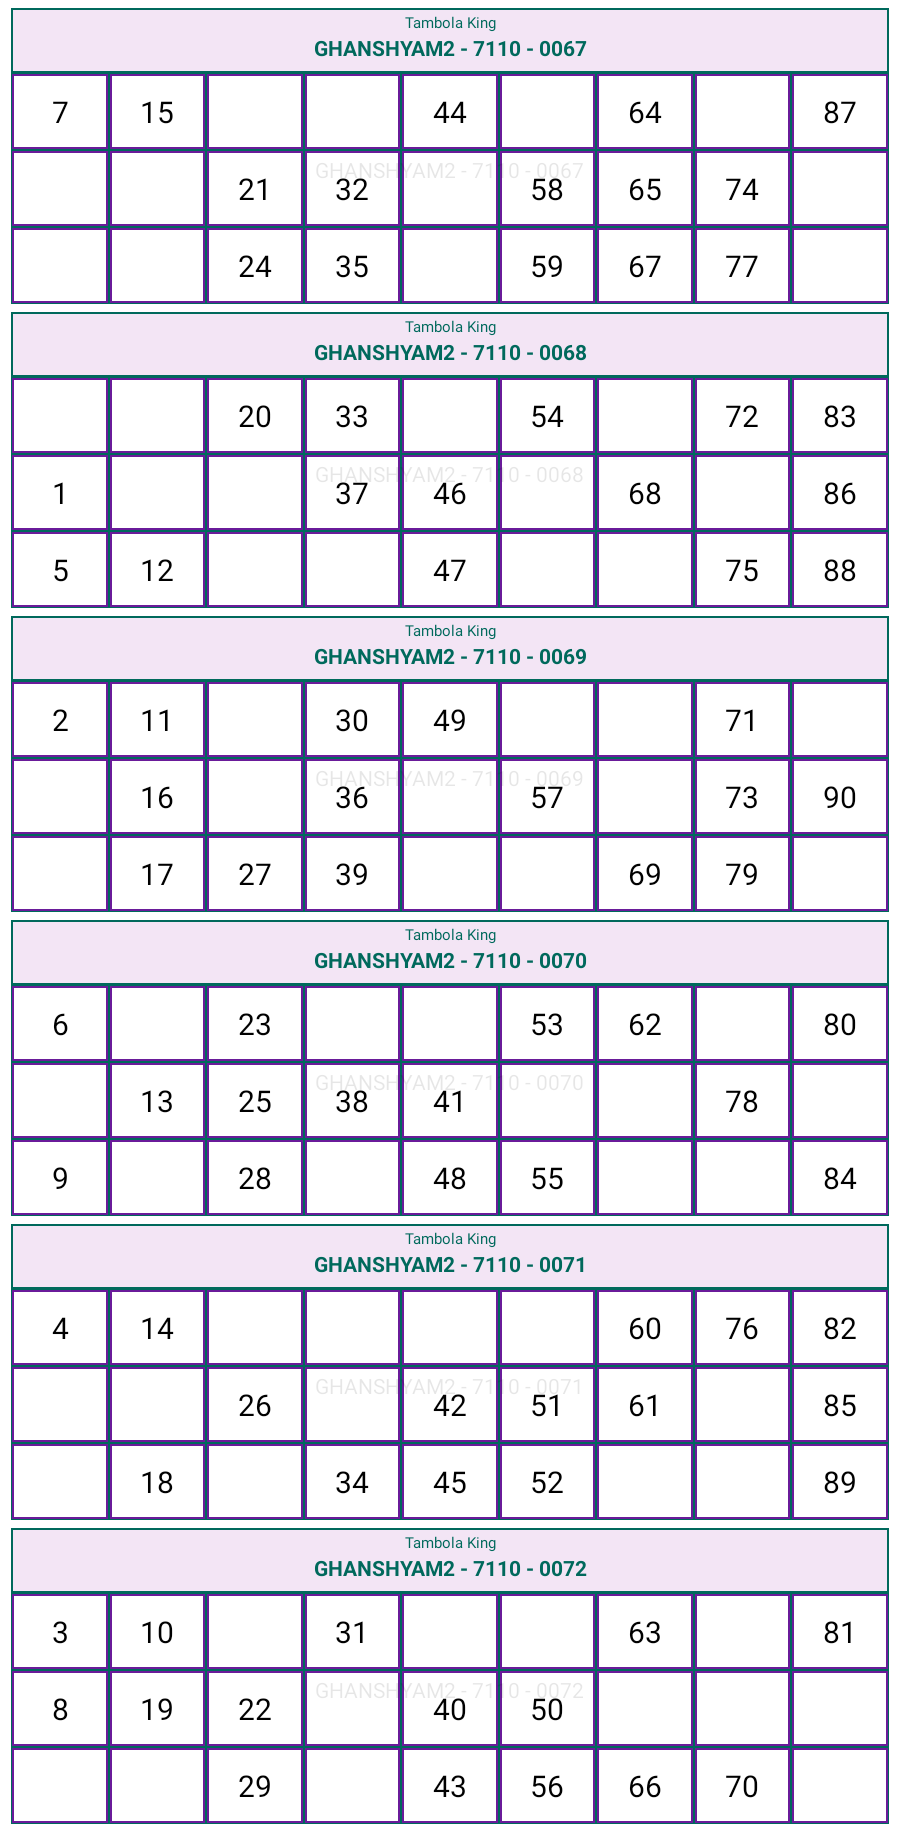 Tambola King
GHANSHYAM2 - 7110 - 0067
7 15 44 64 87
GHANSHYAM2 - 7110 - 0067
21 32 58 65 74
24 35 59 67 77
Tambola King
GHANSHYAM2 - 7110 - 0068
20 33 54 72 83
GHANSHYAM2 - 7110 - 0068
1 37 46 68 86
5 12 47 75 88
Tambola King
GHANSHYAM2 - 7110 - 0069
2 11 30 49 71
GHANSHYAM2 - 7110 - 0069
16 36 57 73 90
17 27 39 69 79
Tambola King
GHANSHYAM2 - 7110 - 0070
6 23 53 62 80
GHANSHYAM2 - 7110 - 0070
13 25 38 41 78
9 28 48 55 84
Tambola King
GHANSHYAM2 - 7110 - 0071
4 14 60 76 82
GHANSHYAM2 - 7110 - 0071
26 42 51 61 85
18 34 45 52 89
Tambola King
GHANSHYAM2 - 7110 - 0072
3 10 31 63 81
GHANSHYAM2 - 7110 - 0072
8 19 22 40 50
29 43 56 66 70